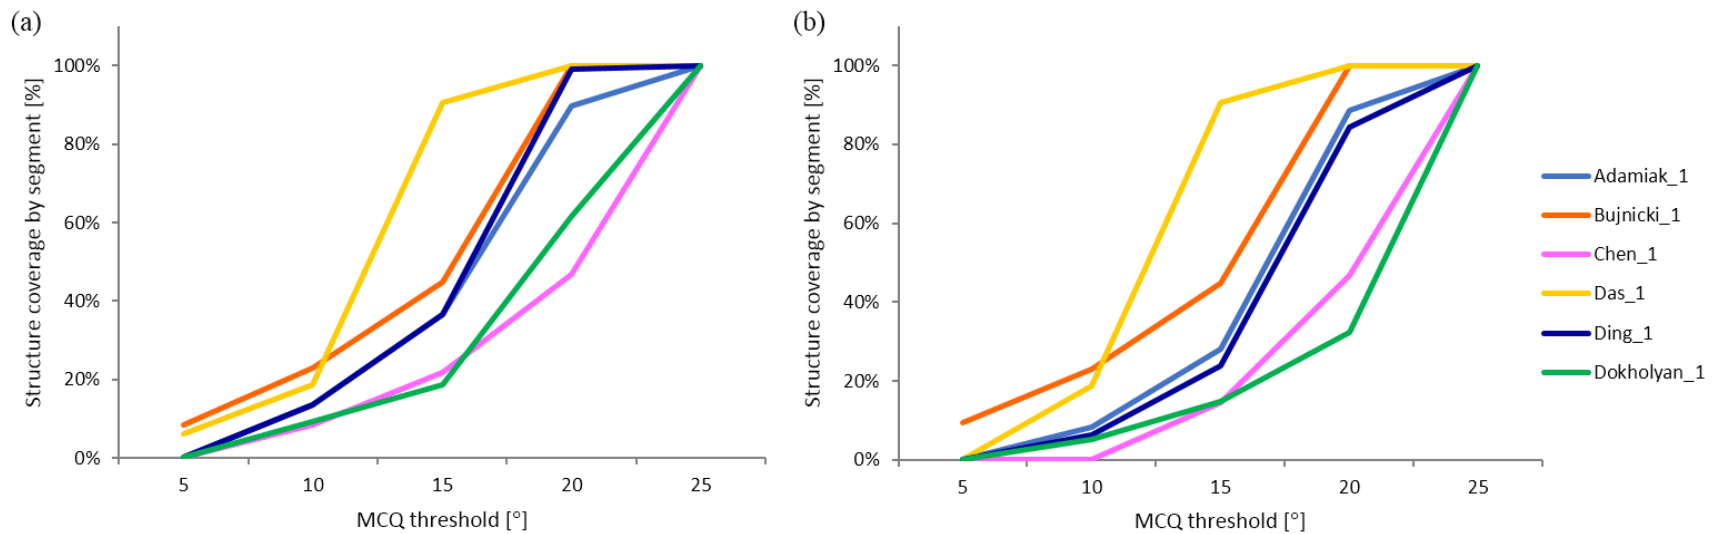 (a)
Structure coverage by segment [%]
100%
80%
60%
40%
20%
0%
5 10 15 20 25
MCQ threshold [°]
(b)
Structure coverage by segment [%]
100%
80%
60%
40%
20%
0%
5 10 15 20 25
MCQ threshold [°]
Adamiak_1
Bujnicki_1
Chen_1
Das_1
Ding_1
Dokholyan_1